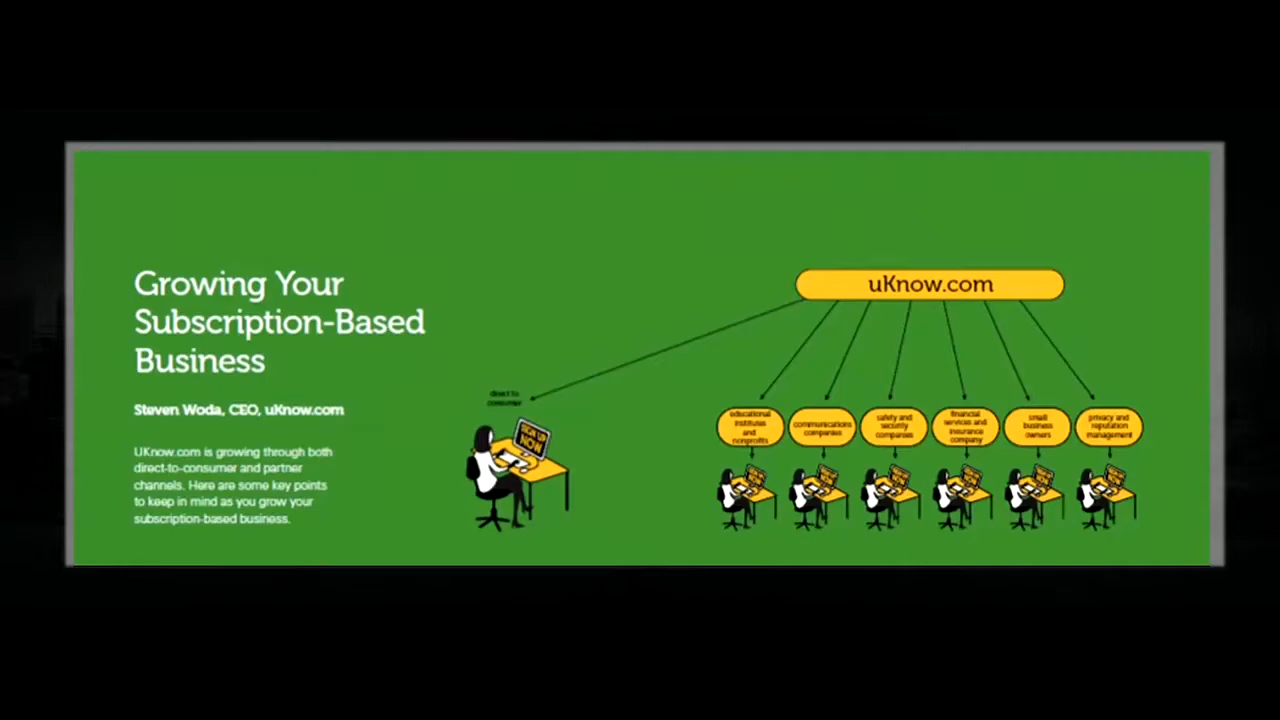 Growing Your
Subscription-Based
Business
Steven Woda, CEO, uKnow.com
UKnow.com is growing through both
direct-to-consumer and partner
channels. Here are some key points
to keep in mind as you grow your
subscription-based business.
uKnow.com
direct to
consumer
SIGN UP
NOW
educational
institutes
and
nonprofits
communications
companies
safety and
security
companies
financial
services and
insurance
company
small
business
owners
privacy and
reputation
management